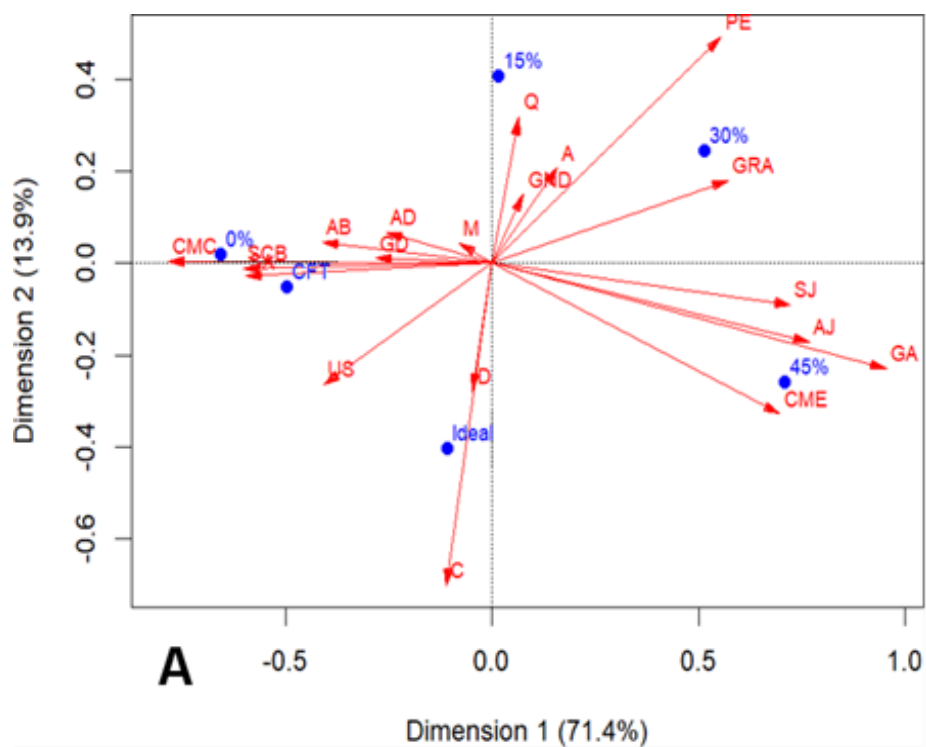 PE
15%
0.4
Q
30%
A
GRA
0.2
GND
AB
AD
M
0%
GD
CMC
SCB
CFT
0.0
SJ
AJ
GA
-0.2
D
45%
CME
Ideal
-0.4
C
-0.6
Dimension 2 (13.9%)
A
-0.5
0.0
0.5
1.0
Dimension 1 (71.4%)